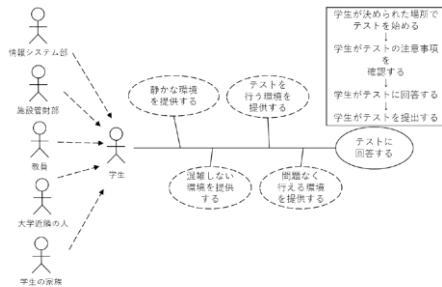 情報システム部
施設管財部
教員
大学近隣の人
学生の家族
学生
静かな環境
を提供する
テストを
行う環境を
提供する
混雑しない
環境を提供
する
問題なく
行える環境
を提供する
テストに
回答する
学生が決められた場所で
テストを始める
↓
学生がテストの注意事項
を
確認する
↓
学生がテストに回答する
↓
学生がテストを提出する